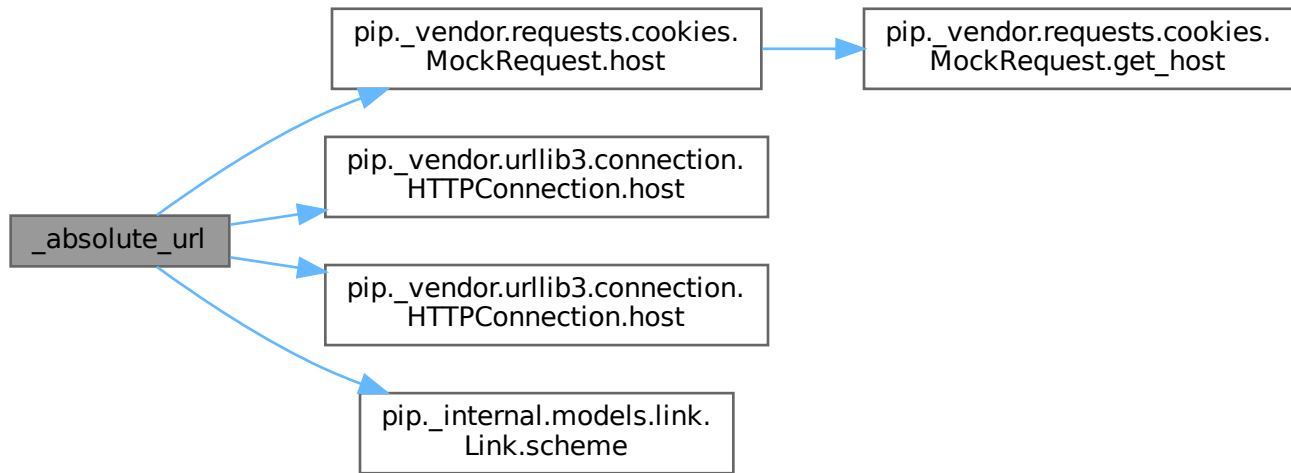 pip._vendor.requests.cookies.
MockRequest.host
pip._vendor.requests.cookies.
MockRequest.get_host
pip._vendor.urllib3.connection.
HTTPConnection.host
_absolute_url
pip._vendor.urllib3.connection.
HTTPConnection.host
pip._internal.models.link.
Link.scheme